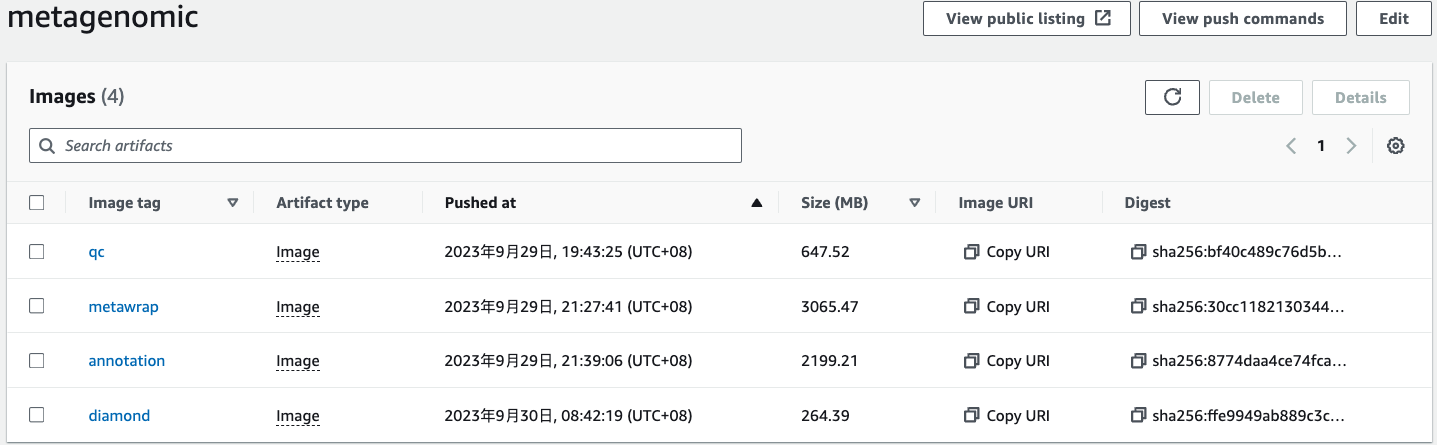 metagenomic View public listing View push commands Edit
Images (4) Delete Details
Search artifacts 1
Image tag Artifact type Pushed at Size (MB) Image URI Digest
qc Image 2023年9月29日, 19:43:25 (UTC+08) 647.52 Copy URI sha256:bf40c489c76d5b...
metawrap Image 2023年9月29日, 21:27:41 (UTC+08) 3065.47 Copy URI sha256:30cc1182130344...
annotation Image 2023年9月29日, 21:39:06 (UTC+08) 2199.21 Copy URI sha256:8774daa4ce74fca...
diamond Image 2023年9月30日, 08:42:19 (UTC+08) 264.39 Copy URI sha256:ffe9949ab889c3c...